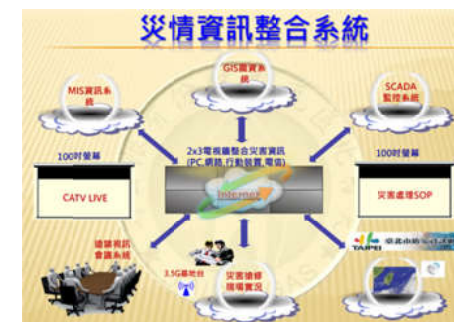 災情資訊整合系統
GIS圖資系
統
MIS資訊系
統
SCADA
監控系統
2x3電視牆整合災害資訊
(PC.網路.行動裝置.電信)
100吋螢幕
100吋螢幕
Internet
CATV LIVE
災害處理SOP
遠端視訊
會議系統
3.5G基地台
災害搶修
現場實況
TAIPEI